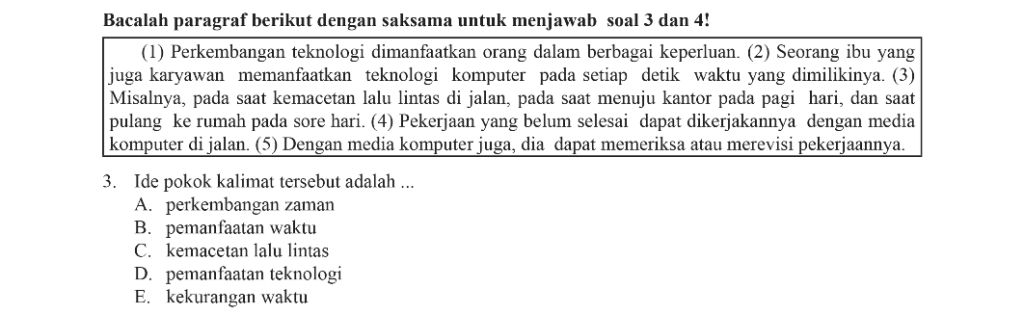 Bacalah paragraf berikut dengan saksama untuk menjawab soal 3 dan 4!
(1) Perkembangan teknologi dimanfaatkan orang dalam berbagai keperluan. (2) Seorang ibu yang
juga karyawan memanfaatkan teknologi komputer pada setiap detik waktu yang dimilikinya. (3)
Misalnya, pada saat kemacetan lalu lintas di jalan, pada saat menuju kantor pada pagi hari, dan saat
pulang ke rumah pada sore hari. (4) Pekerjaan yang belum selesai dapat dikerjakannya dengan media
komputer di jalan. (5) Dengan media komputer juga, dia dapat memeriksa atau merevisi pekerjaannya.
3. Ide pokok kalimat tersebut adalah ...
A. perkembangan zaman
B. pemanfaatan waktu
C. kemacetan lalu lintas
D. pemanfaatan teknologi
E. kekurangan waktu